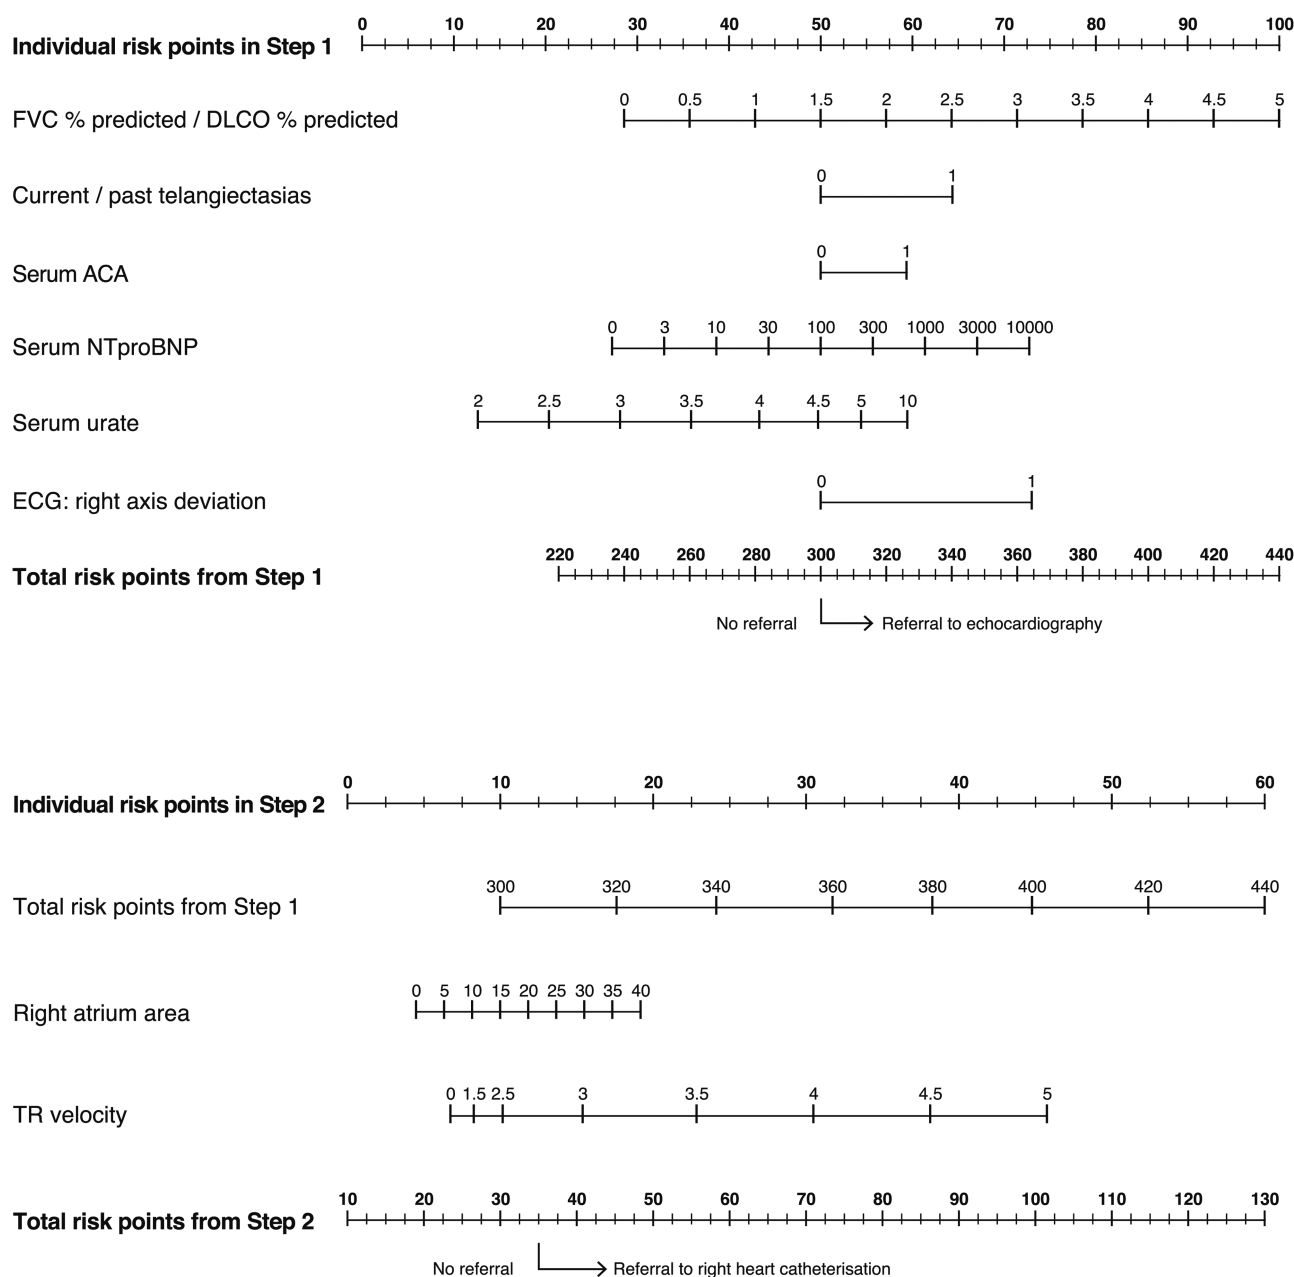 0 10 20 30 40 50 60 70 80 90 100
Individual risk points in Step 1
0 0.5 1 1.5 2 2.5 3 3.5 4 4.5 5
FVC % predicted / DLCO % predicted
0 1
Current / past telangiectasias
0 1
Serum ACA
0 3 10 30 100 300 1000 3000 10000
Serum NTproBNP
2 2.5 3 3.5 4 4.5 5 10
Serum urate
0 1
ECG: right axis deviation
220 240 260 280 300 320 340 360 380 400 420 440
Total risk points from Step 1
No referral Referral to echocardiography
0 10 20 30 40 50 60
Individual risk points in Step 2
300 320 340 360 380 400 420 440
Total risk points from Step 1
0 5 10 15 20 25 30 35 40
Right atrium area
0 1.5 2.5 3 3.5 4 4.5 5
TR velocity
10 20 30 40 50 60 70 80 90 100 110 120 130
Total risk points from Step 2
No referral Referral to right heart catheterisation